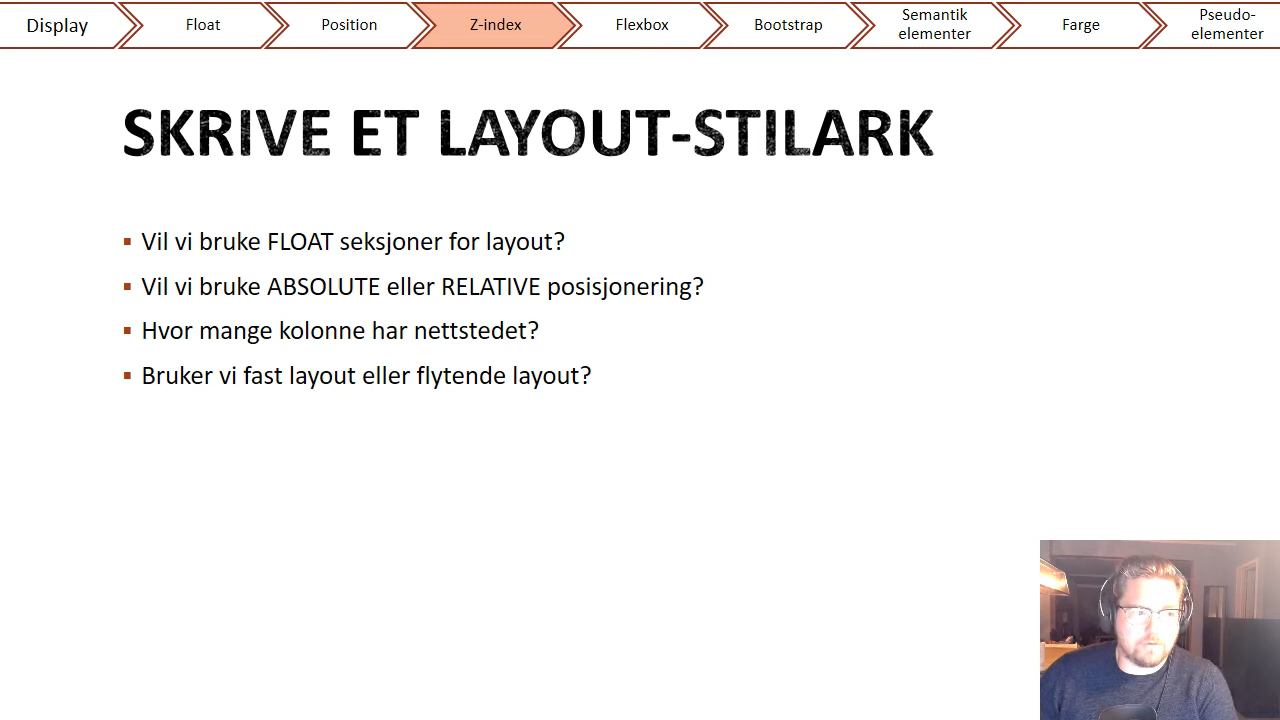 Display
Float
Position
Z-index
Flexbox
Bootstrap
Semantik
elementer
Farge
Pseudo-
elementer
SKRIVE ET LAYOUT-STILARK
▪ Vil vi bruke FLOAT seksjoner for layout?
▪ Vil vi bruke ABSOLUTE eller RELATIVE posisjonering?
▪ Hvor mange kolonne har nettstedet?
▪ Bruker vi fast layout eller flytende layout?